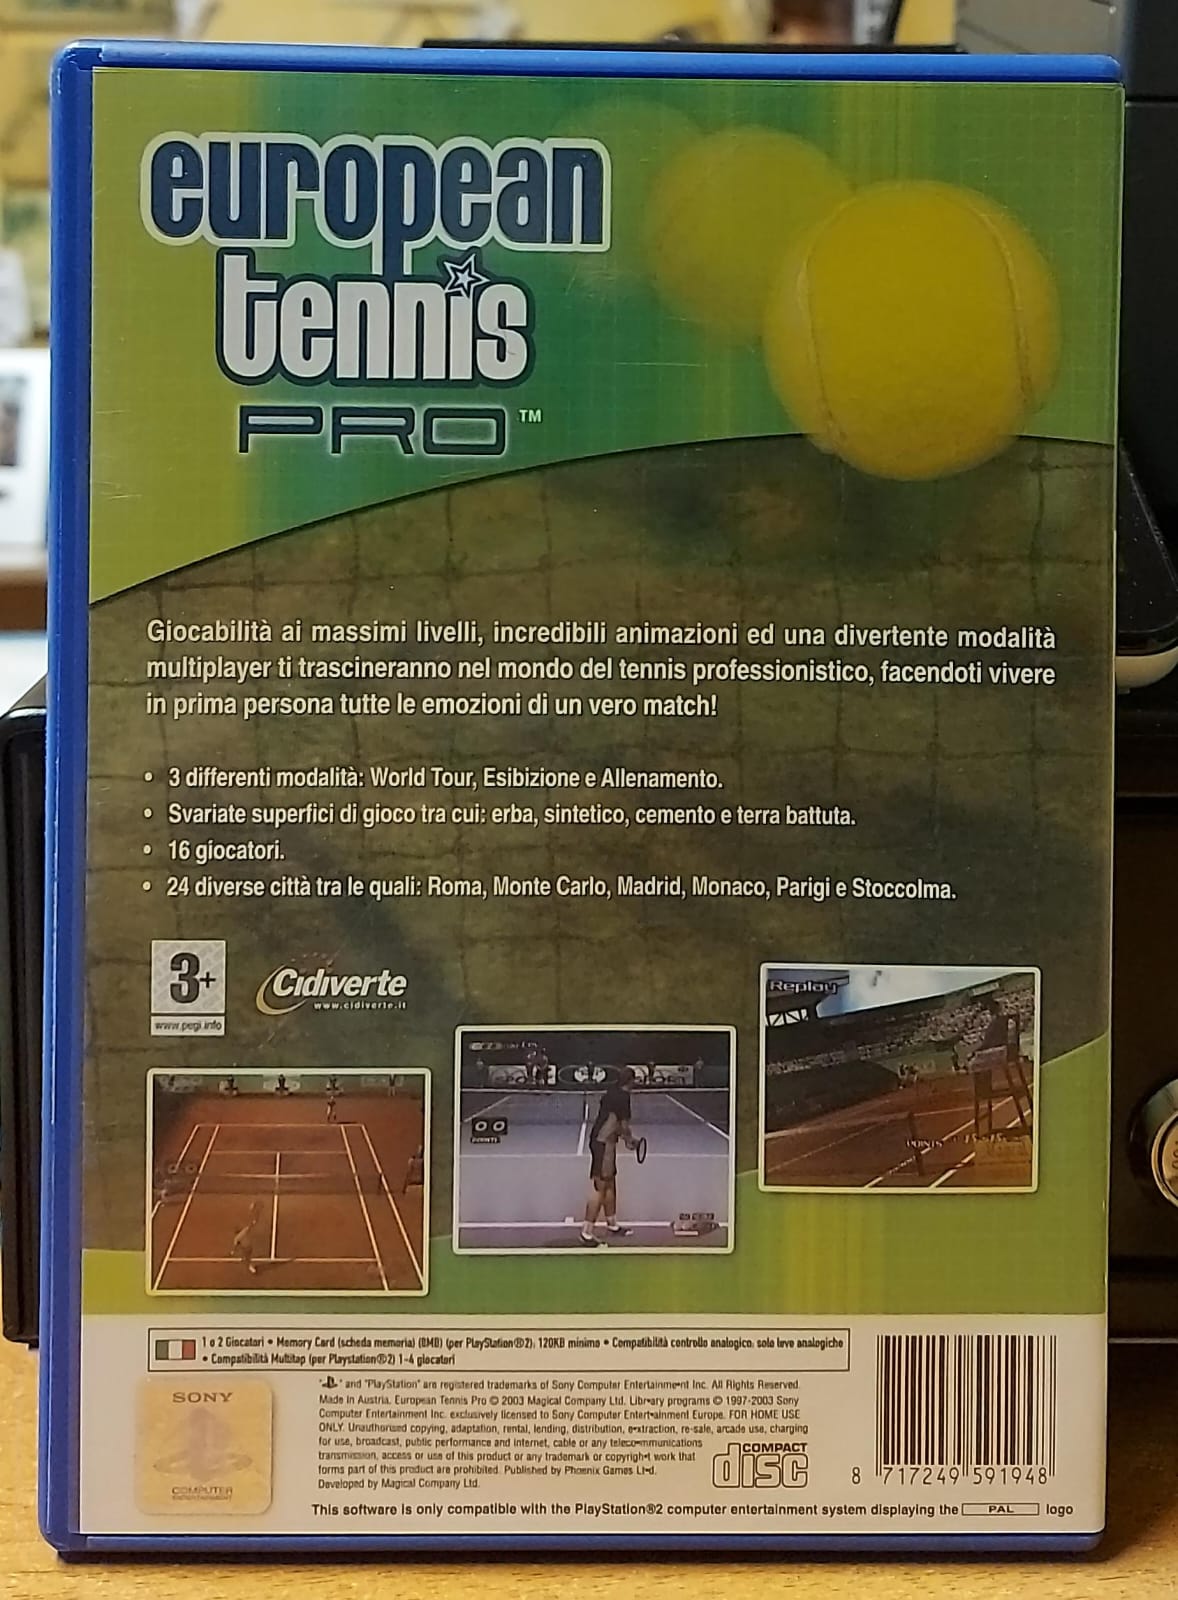 european
tennis
PRO™
Giocabilità ai massimi livelli, incredibili animazioni ed una divertente modalità
multiplayer ti trascineranno nel mondo del tennis professionistico, facendoti vivere
in prima persona tutte le emozioni di un vero match!
• 3 differenti modalità: World Tour, Esibizione e Allenamento.
• Svariate superfici di gioco tra cui: erba, sintetico, cemento e terra battuta.
• 16 giocatori.
• 24 diverse città tra le quali: Roma, Monte Carlo, Madrid, Monaco, Parigi e Stoccolma.
3+
www.pegi.info
Cidiverte
www.cidiverte.it
Replay
POINTS
1 o 2 Giocatori • Memory Card (scheda memoria) (8MB) (per PlayStation®2): 120KB minimo • Compatibilità controllo analogico: solo leve analogiche
• Compatibilità Multitap (per Playstation®2) 1-4 giocatori
SONY
COMPUTER
ENTERTAINMENT
" " and "PlayStation" are registered trademarks of Sony Computer Entertainment Inc. All Rights Reserved.
Made in Austria. European Tennis Pro © 2003 Magical Company Ltd. Library programs © 1997-2003 Sony
Computer Entertainment Inc. exclusively licensed to Sony Computer Entertainment Europe. FOR HOME USE
ONLY. Unauthorised copying, adaptation, rental, lending, distribution, extraction, re-sale, arcade use, charging
for use, broadcast, public performance and internet, cable or any telecommunications
transmission, access or use of this product or any trademark or copyright work that
forms part of this product are prohibited. Published by Phoenix Games Ltd.
Developed by Magical Company Ltd.
COMPACT
disc
8 717249 591948
This software is only compatible with the PlayStation®2 computer entertainment system displaying the PAL logo